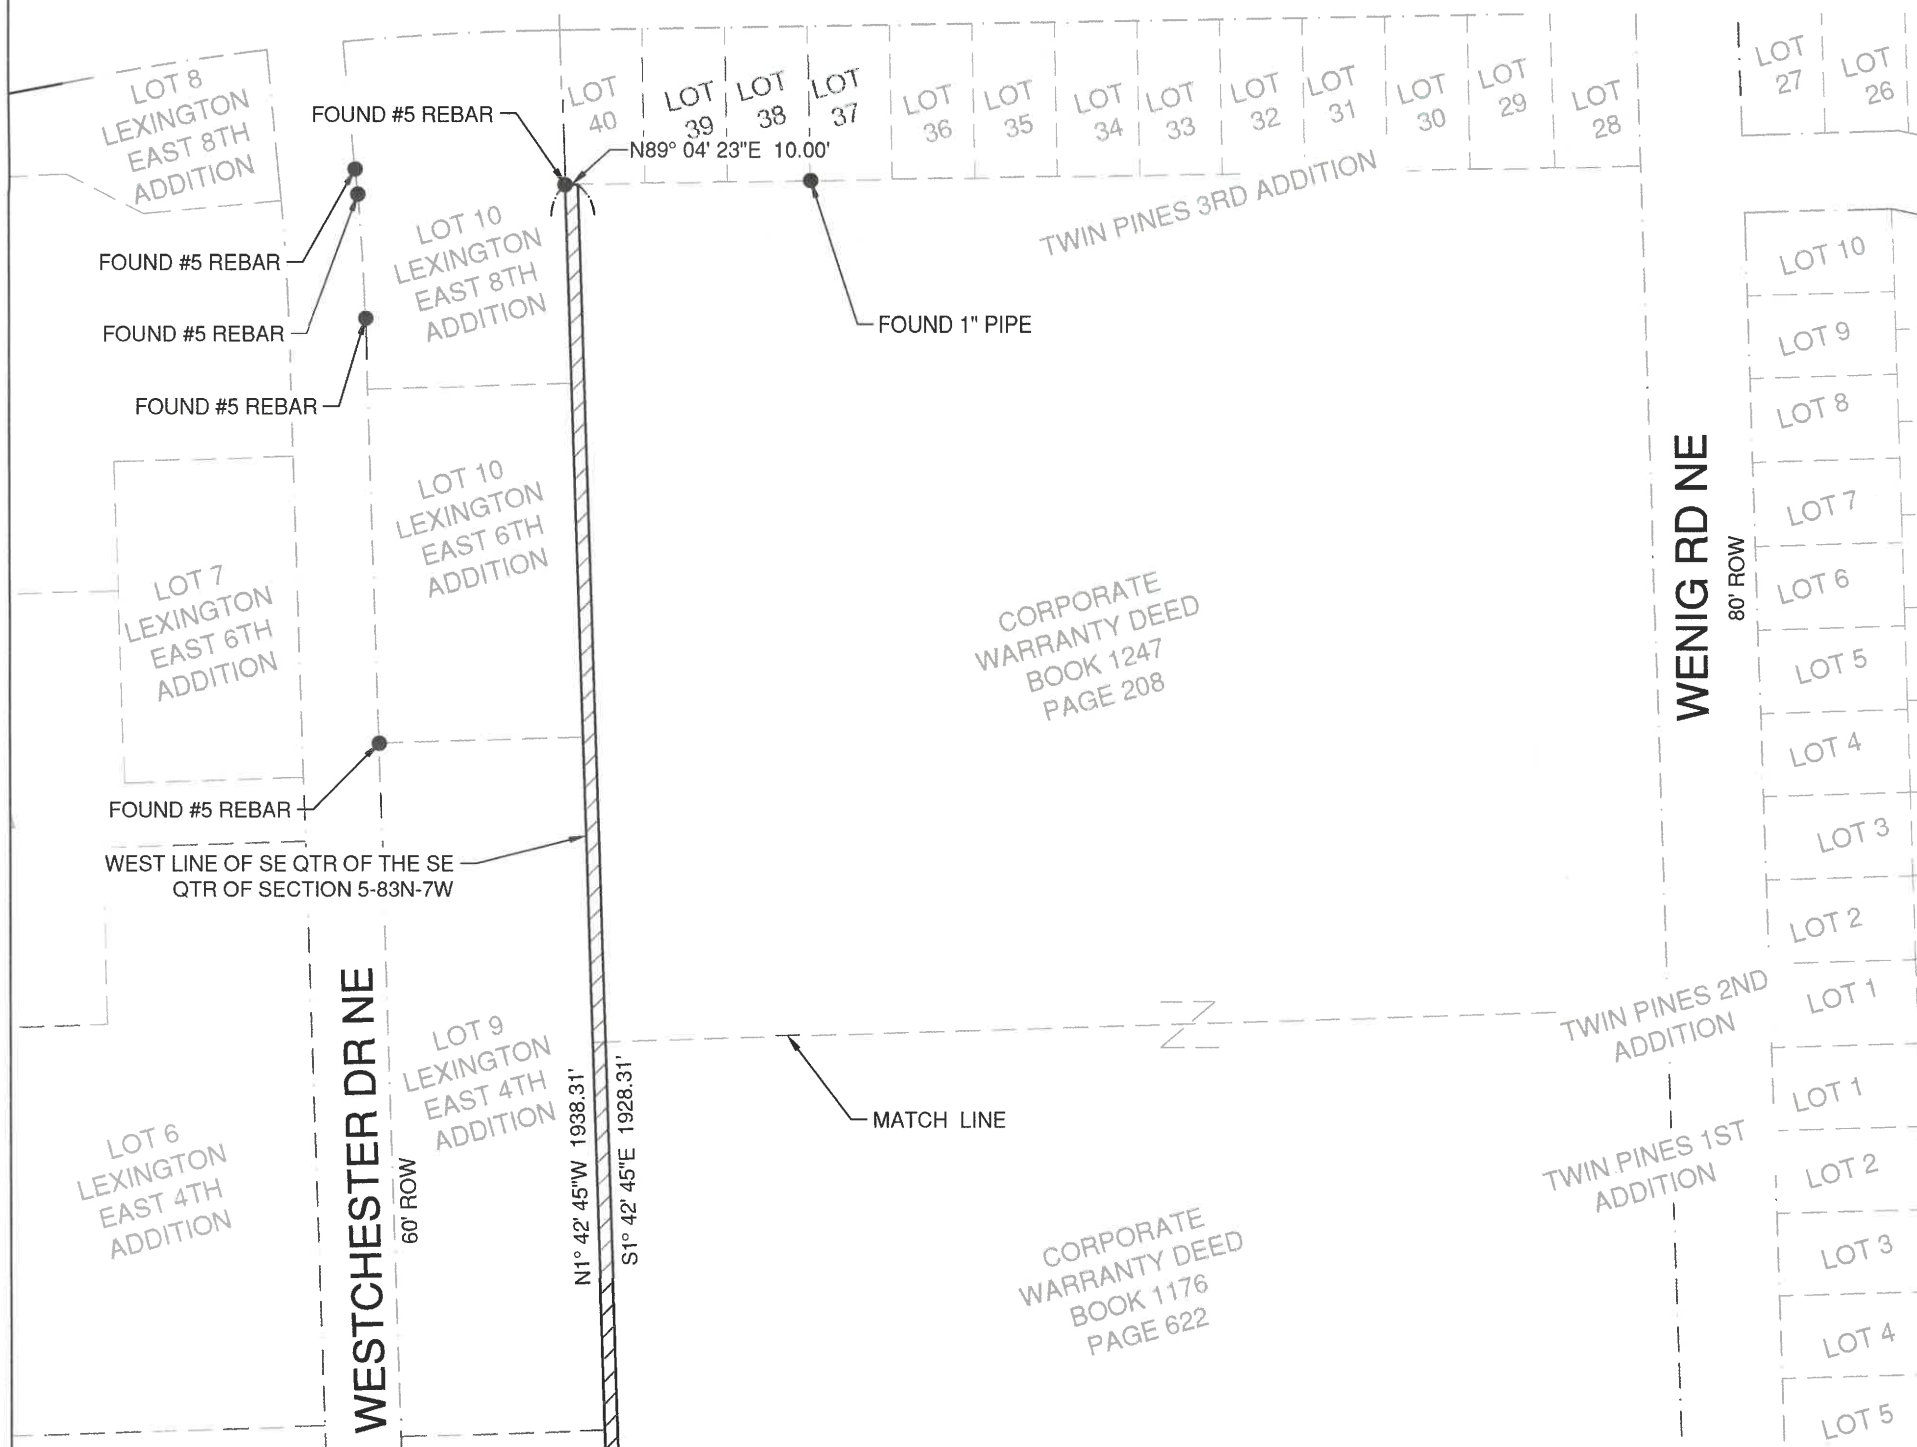 LOT 8
LEXINGTON
EAST 8TH
ADDITION
FOUND #5 REBAR
LOT
40
LOT
39
LOT
38
LOT
37
LOT
36
LOT
35
LOT
34
LOT
33
LOT
32
LOT
31
LOT
30
LOT
29
LOT
28
LOT
27
LOT
26
N89° 04' 23"E 10.00'
TWIN PINES 3RD ADDITION
FOUND #5 REBAR
FOUND #5 REBAR
FOUND #5 REBAR
LOT 10
LEXINGTON
EAST 8TH
ADDITION
FOUND 1" PIPE
LOT 10
LEXINGTON
EAST 6TH
ADDITION
LOT 7
LEXINGTON
EAST 6TH
ADDITION
CORPORATE
WARRANTY DEED
BOOK 1247
PAGE 208
WENIG RD NE
80' ROW
LOT 10
LOT 9
LOT 8
LOT 7
LOT 6
LOT 5
LOT 4
LOT 3
LOT 2
LOT 1
FOUND #5 REBAR
WEST LINE OF SE QTR OF THE SE
QTR OF SECTION 5-83N-7W
WESTCHESTER DR NE
60' ROW
LOT 9
LEXINGTON
EAST 4TH
ADDITION
N1° 42' 45"W 1938.31'
S1° 42' 45"E 1928.31'
MATCH LINE
TWIN PINES 2ND
ADDITION
TWIN PINES 1ST
ADDITION
LOT 6
LEXINGTON
EAST 4TH
ADDITION
CORPORATE
WARRANTY DEED
BOOK 1176
PAGE 622
LOT 1
LOT 2
LOT 3
LOT 4
LOT 5